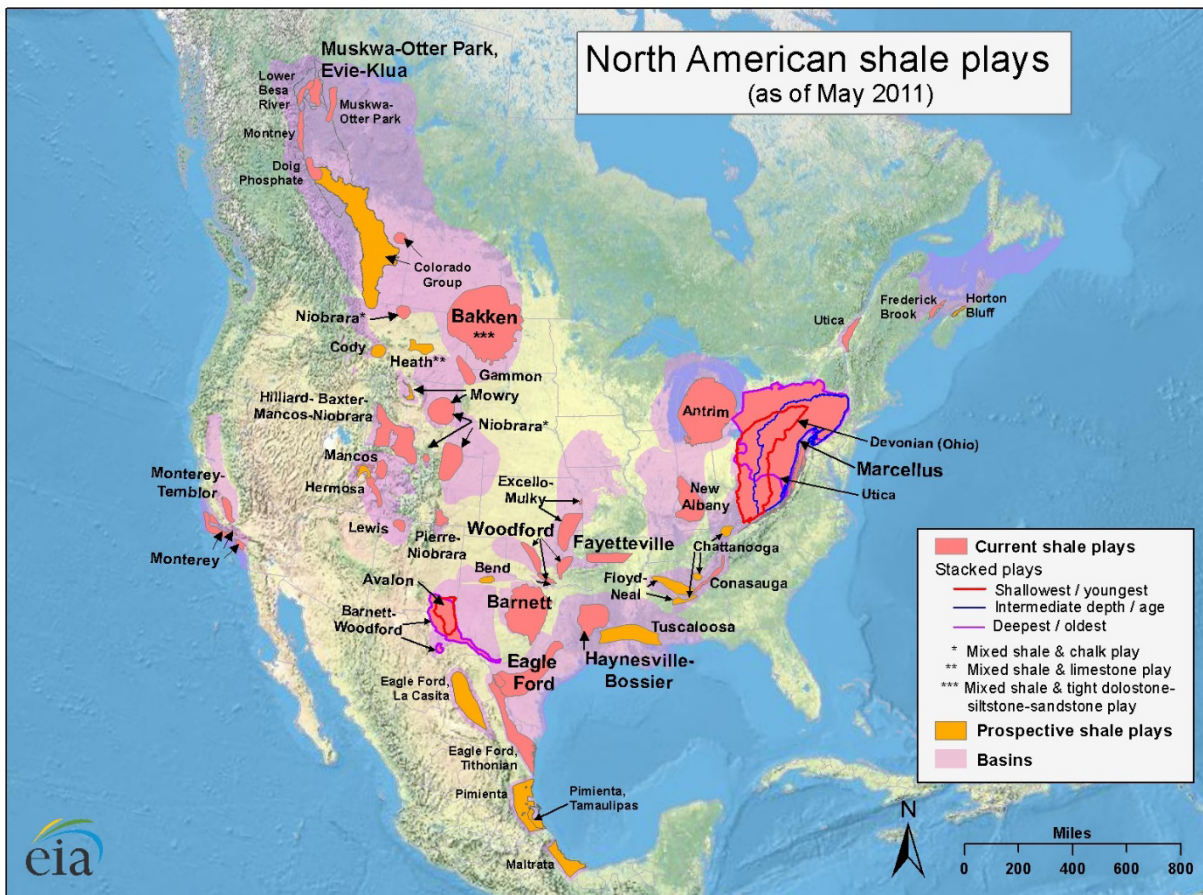 North American shale plays
(as of May 2011)
Muskwa-Otter Park,
Evie-Klua
Lower
Besa
River
Muskwa-
Otter Park
Montney
Doig
Phosphate
Colorado
Group
Niobrara*
Bakken
***
Cody
Heath**
Gammon
Mowry
Hilliard- Baxter-
Mancos-Niobrara
Niobrara*
Antrim
Utica
Frederick
Brook
Horton
Bluff
Devonian (Ohio)
Marcellus
Utica
Mancos
Hermosa
Monterey-
Temblor
Monterey
Lewis
Pierre-
Niobrara
Excello-
Mulky
Woodford
New
Albany
Fayetteville
Chattanooga
Bend
Avalon
Barnett
Floyd-
Neal
Conasauga
Barnett-
Woodford
Tuscaloosa
Eagle
Ford
Haynesville-
Bossier
Eagle Ford,
La Casita
Eagle Ford,
Tithonian
Pimienta
Pimienta,
Tamaulipas
Maltrata
Current shale plays
Stacked plays
Shallowest / youngest
Intermediate depth / age
Deepest / oldest
* Mixed shale & chalk play
** Mixed shale & limestone play
*** Mixed shale & tight dolostone-
siltstone-sandstone play
Prospective shale plays
Basins
N
Miles
0 200 400 600 800
eia